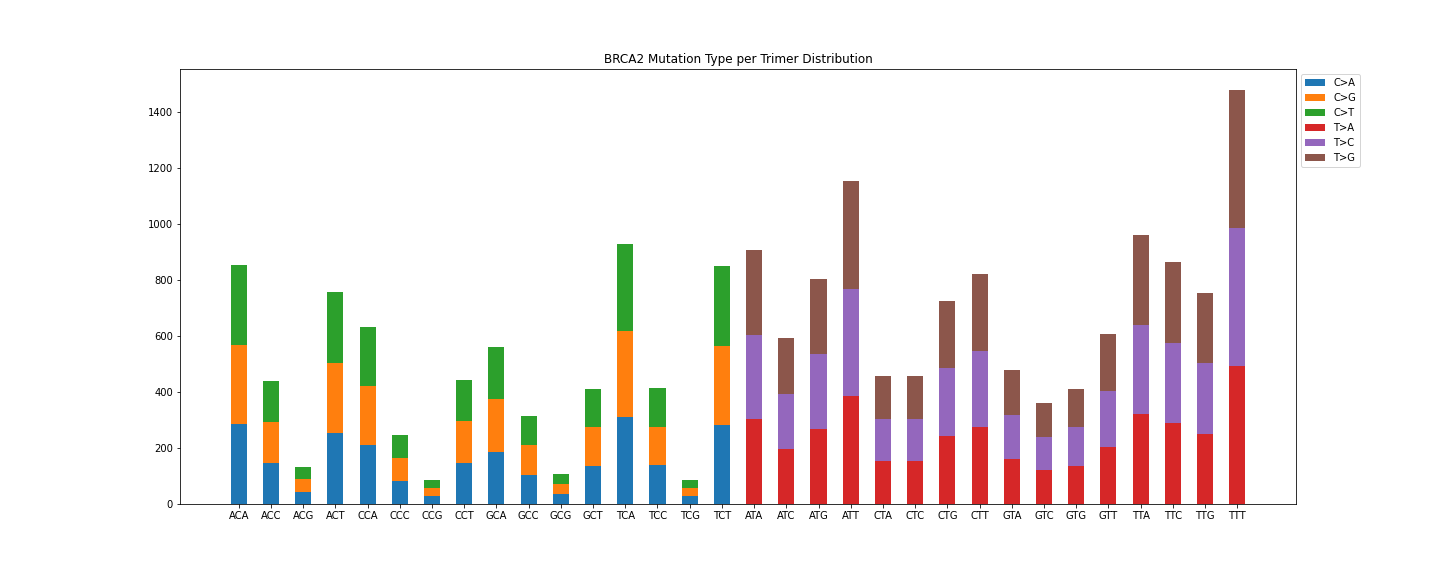 BRCA2 Mutation Type per Trimer Distribution
1400
1200
1000
800
600
400
200
0
C>A
C>G
C>T
T>A
T>C
T>G
ACA ACC ACG ACT CCA CCC CCG CCT GCA GCC GCG GCT TCA TCC TCG TCT ATA ATC ATG ATT CTA CTC CTG CTT GTA GTC GTG GTT TTA TTC TTG TTT